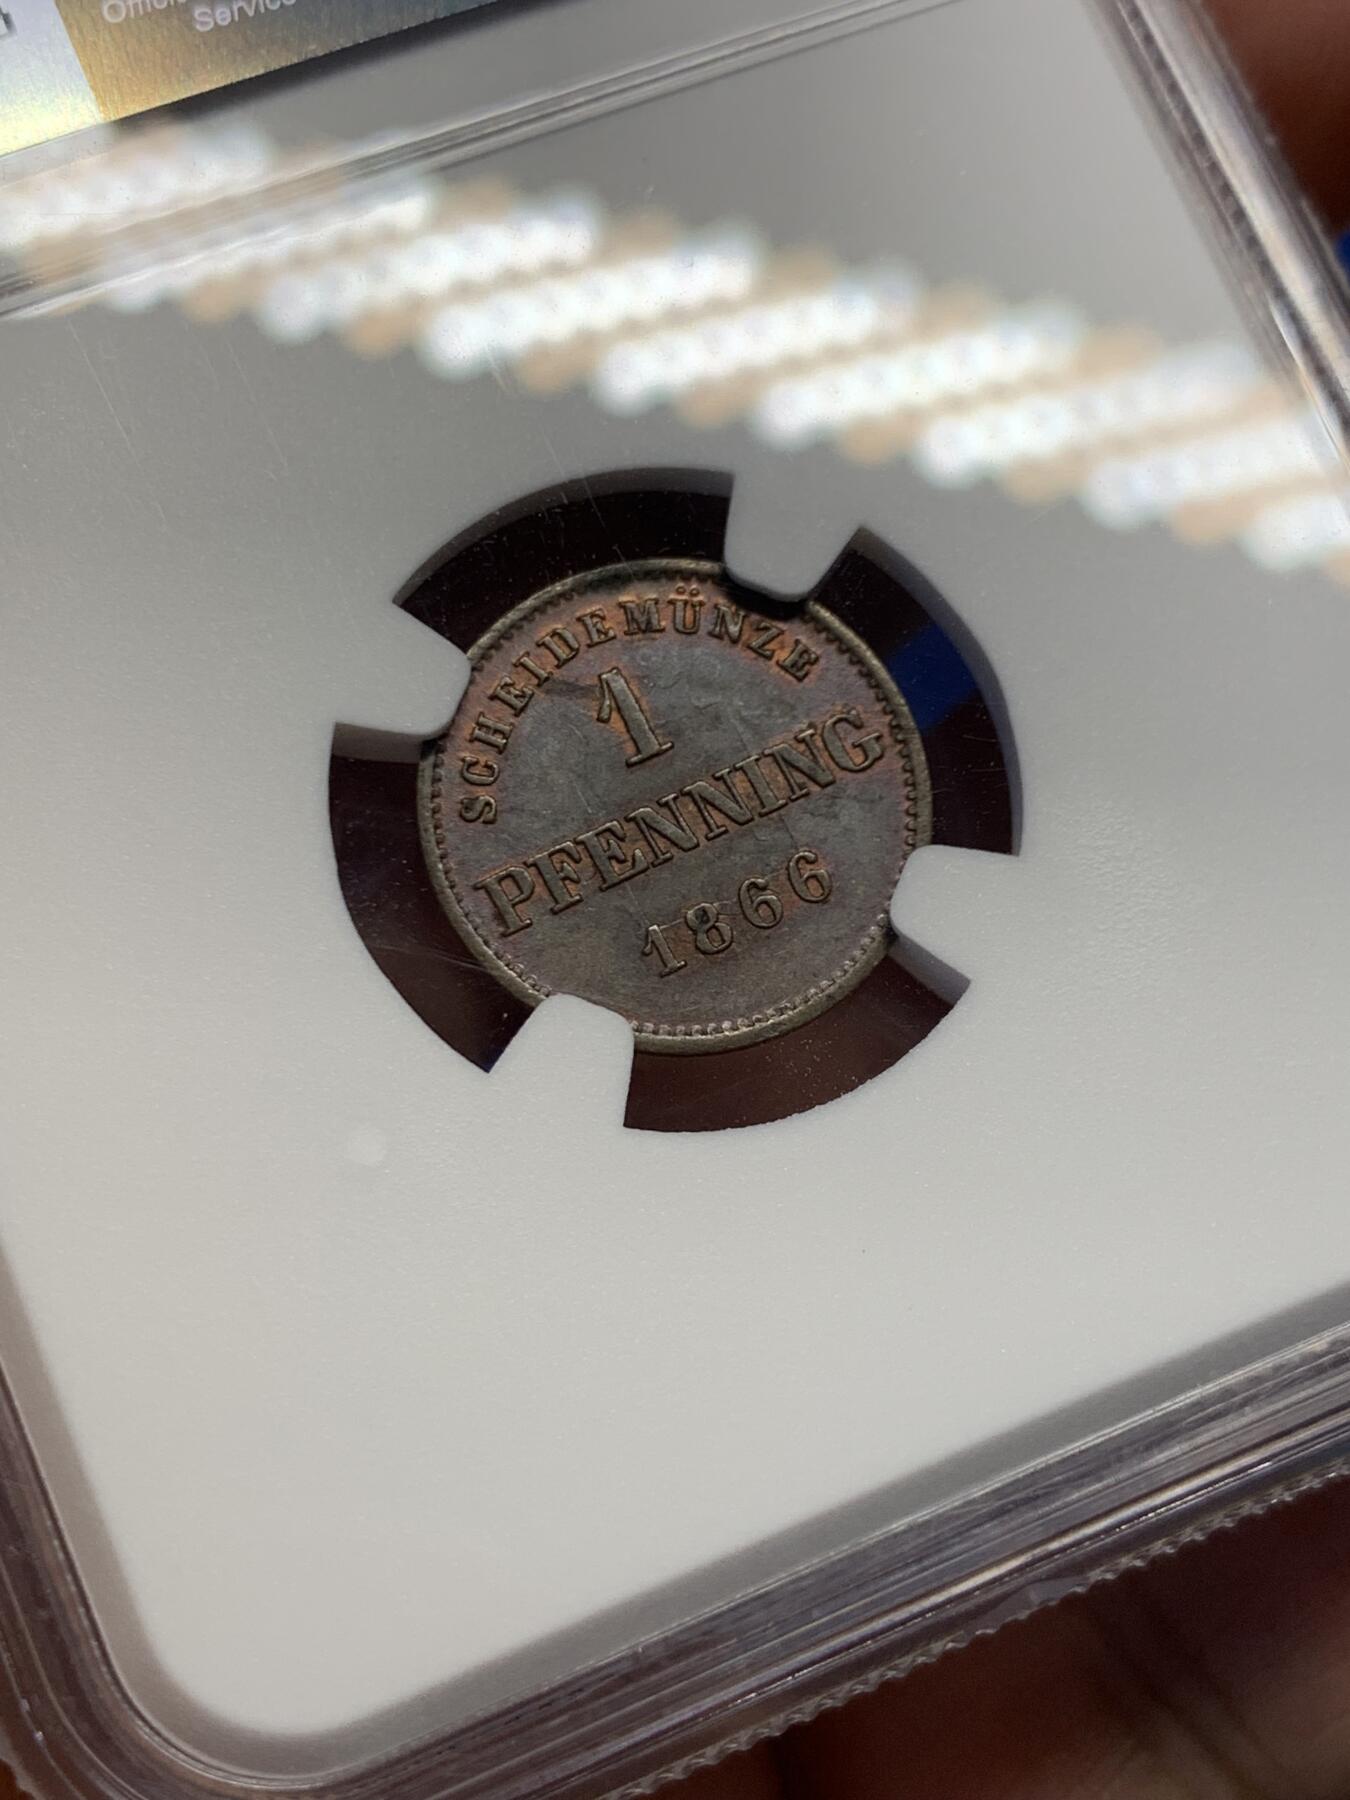 Service
SCHEIDEMÜNZE
1
PFENNING
1866